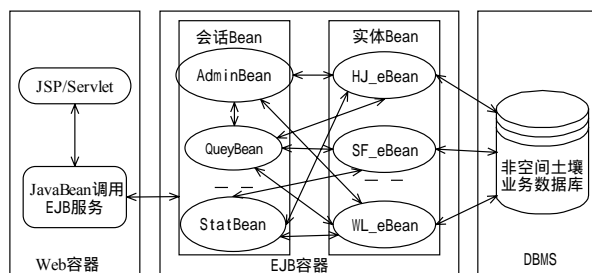 会话Bean
实体Bean
JSP/Servlet
AdminBean
HJ_eBean
QueyBean
SF_eBean
非空间土壤
业务数据库
JavaBean调用
EJB服务
StatBean
WL_eBean
Web容器
EJB容器
DBMS